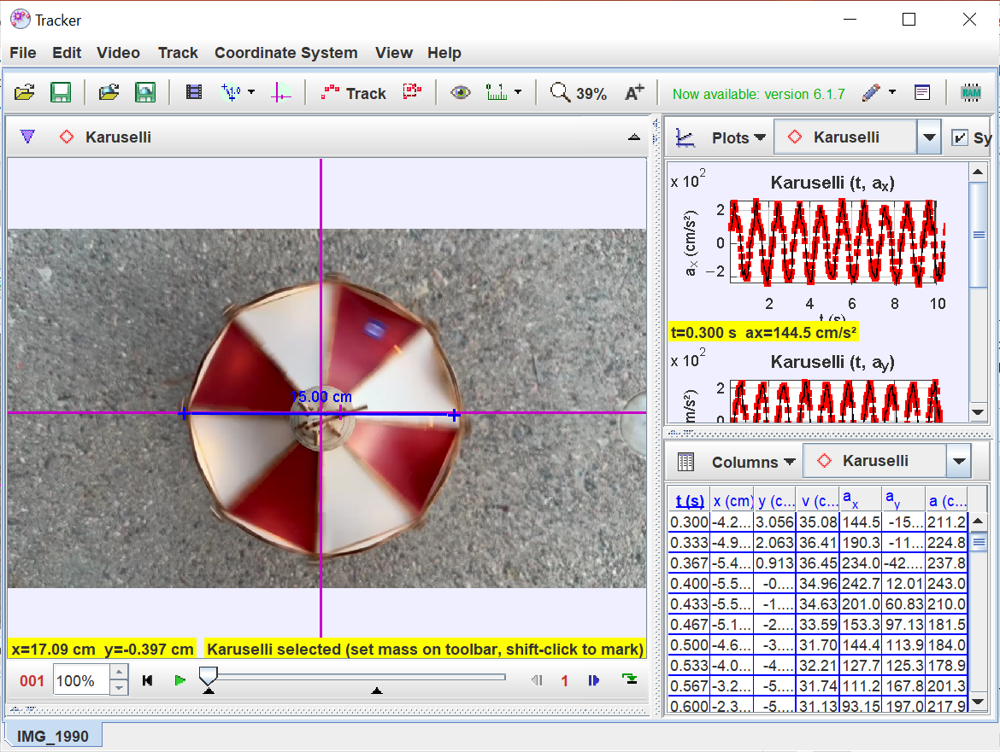 Tracker
File Edit Video Track Coordinate System View Help
Track 39% A+ Now available: version 6.1.7 RAM
Karuselli
15.00 cm
x=17.09 cm y=-0.397 cm Karuselli selected (set mass on toolbar, shift-click to mark)
001 100% 1
IMG_1990
Plots Karuselli Sy
x 10²
Karuselli (t, aₓ)
aₓ (cm/s²)
2
0
−2
2 4 6 8 10
t (s)
t=0.300 s ax=144.5 cm/s²
x 10²
Karuselli (t, a_y)
m/s²)
2
0
Columns Karuselli
t (s) x (cm) y (c... v (c... aₓ a_y a (c...
0.300 -4.2... 3.056 35.08 144.5 -15... 211.2
0.333 -4.9... 2.063 36.41 190.3 -11... 224.8
0.367 -5.4... 0.913 36.45 234.0 -42.... 237.8
0.400 -5.5... -0.... 34.96 242.7 12.01 243.0
0.433 -5.5... -1.... 34.63 201.0 60.83 210.0
0.467 -5.1... -2.... 33.59 153.3 97.13 181.5
0.500 -4.6... -3.... 31.70 144.4 113.9 184.0
0.533 -4.0... -4.... 32.21 127.7 125.3 178.9
0.567 -3.2... -5.... 31.74 111.2 167.8 201.3
0.600 -2.3... -5.... 31.13 93.15 197.0 217.9